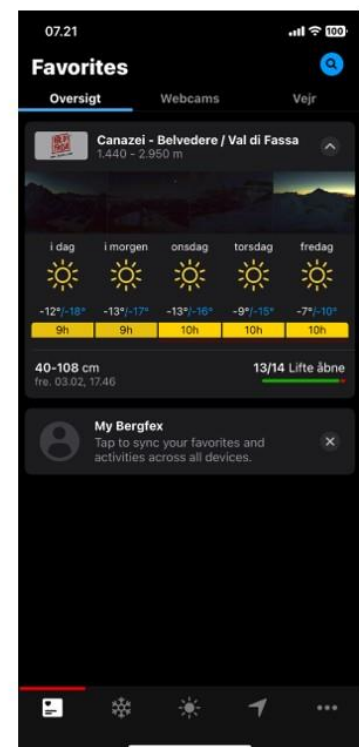 07.21
100
Favorites
Oversigt Webcams Vejr
Canazei - Belvedere / Val di Fassa
1.440 - 2.950 m
i dag i morgen onsdag torsdag fredag
-12°/-18° -13°/-17° -13°/-16° -9°/-15° -7°/-10°
9h 9h 10h 10h 10h
40-108 cm 13/14 Lifte åbne
fre. 03.02, 17.46
My Bergfex
Tap to sync your favorites and
activities across all devices.